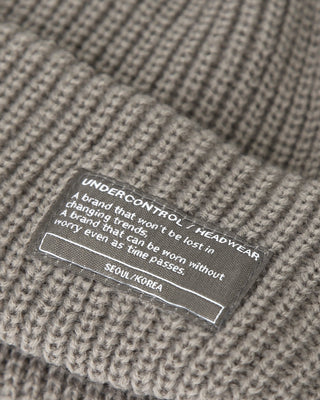 UNDERCONTROL / HEADWEAR
A brand that won't be lost in
changing trends,
A brand that can be worn without
worry even as time passes.
SEOUL/KOREA